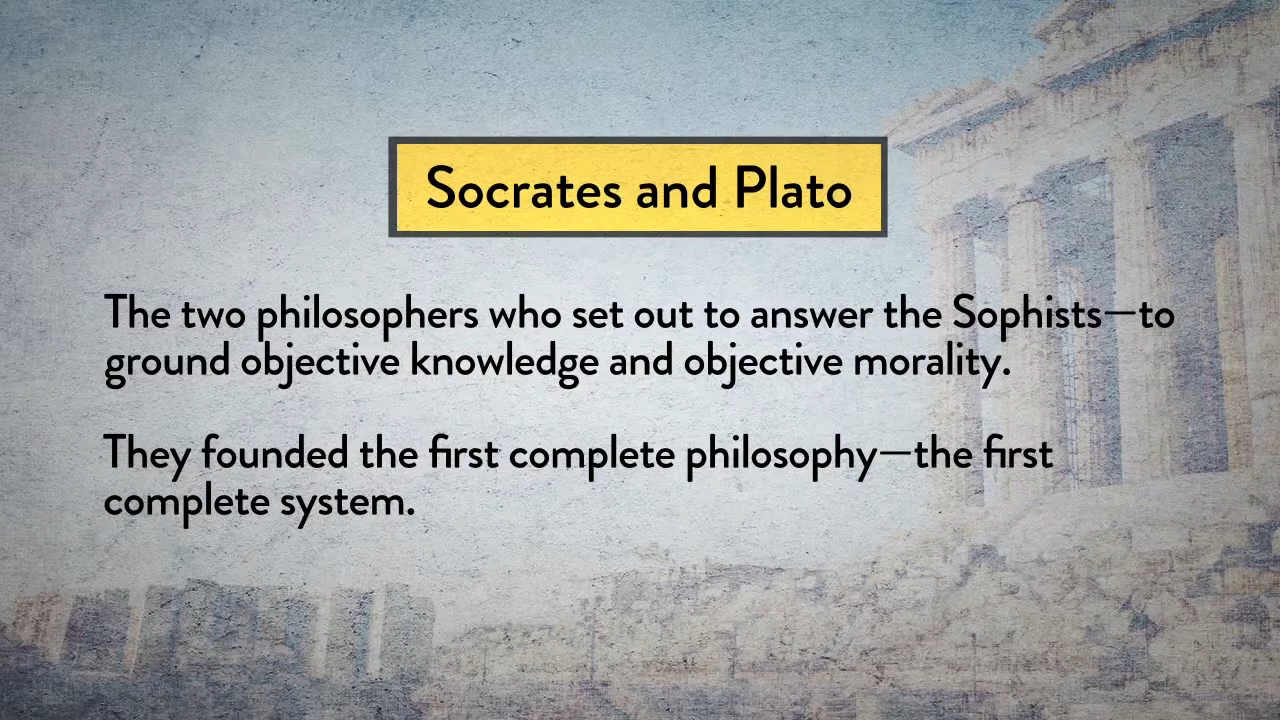 Socrates and Plato
The two philosophers who set out to answer the Sophists—to
ground objective knowledge and objective morality.
They founded the first complete philosophy—the first
complete system.